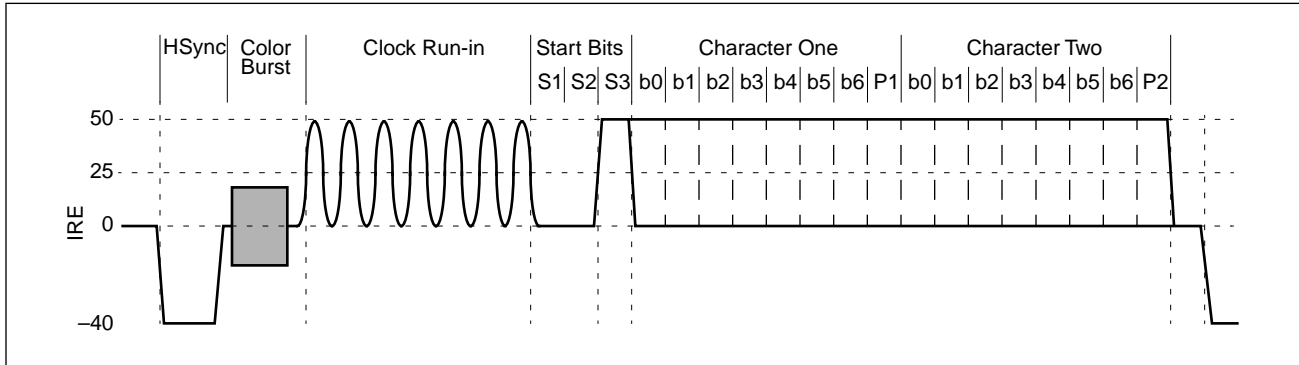 HSync Color Burst Clock Run-in Start Bits Character One Character Two
S1 S2 S3 b0 b1 b2 b3 b4 b5 b6 P1 b0 b1 b2 b3 b4 b5 b6 P2
50
25
0
–40
IRE